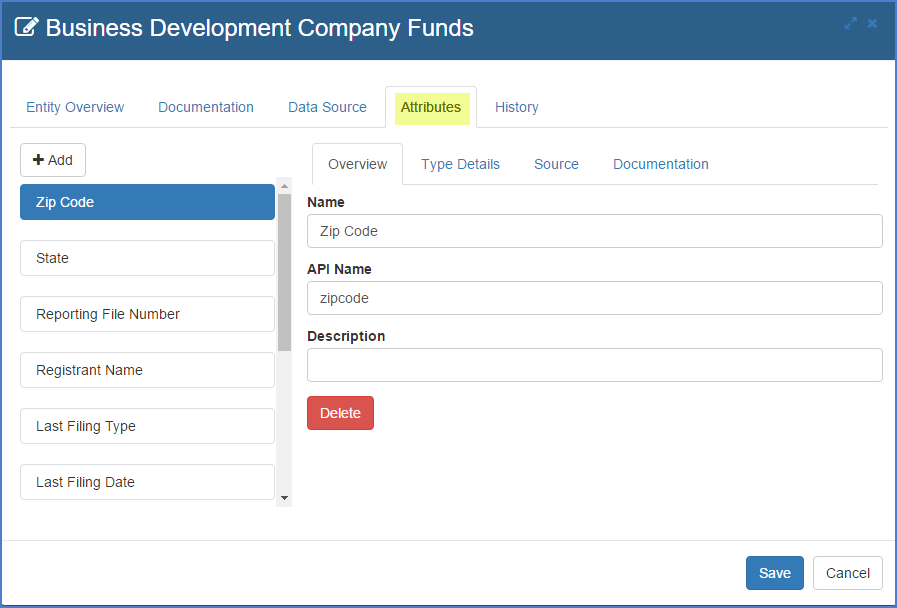 Business Development Company Funds
Entity Overview Documentation Data Source Attributes History
Add
Overview Type Details Source Documentation
Zip Code
State
Reporting File Number
Registrant Name
Last Filing Type
Last Filing Date
Name
Zip Code
API Name
zipcode
Description
Delete
Save Cancel